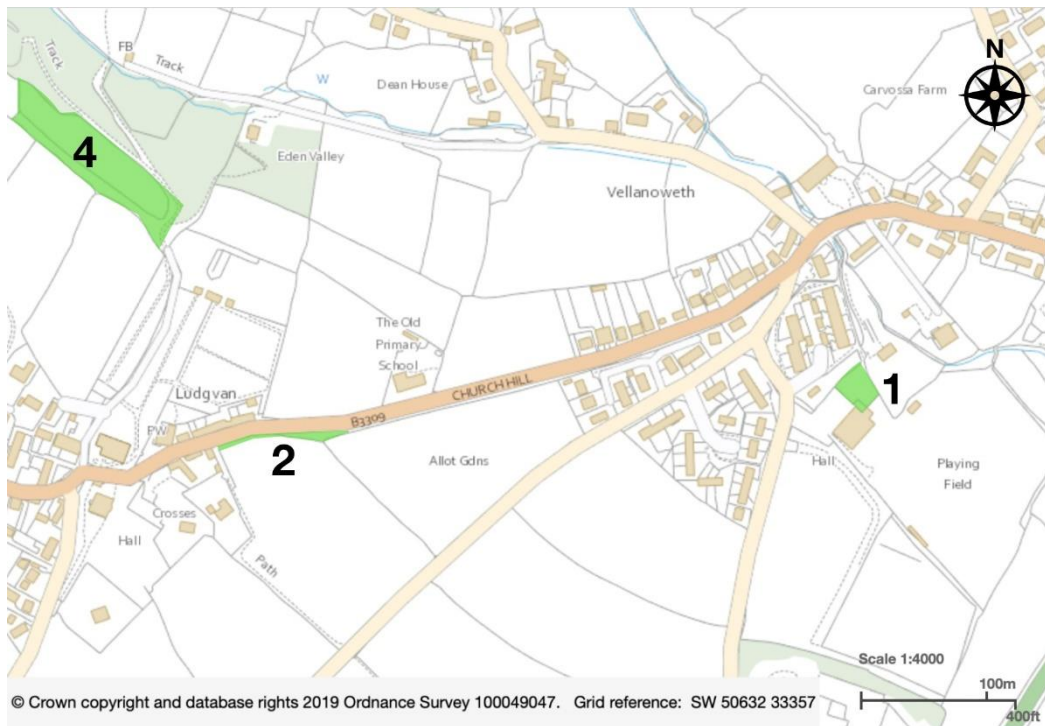 FB
Track
Track
W
Dean House
N
Carvossa Farm
4
Eden Valley
Vellanoweth
The Old
Primary
School
CHURCH HILL
B3309
Ludgvan
PW
1
2
Allot Gdns
Hall
Playing
Field
Crosses
Hall
Path
Scale 1:4000
100m
400ft
© Crown copyright and database rights 2019 Ordnance Survey 100049047. Grid reference: SW 50632 33357